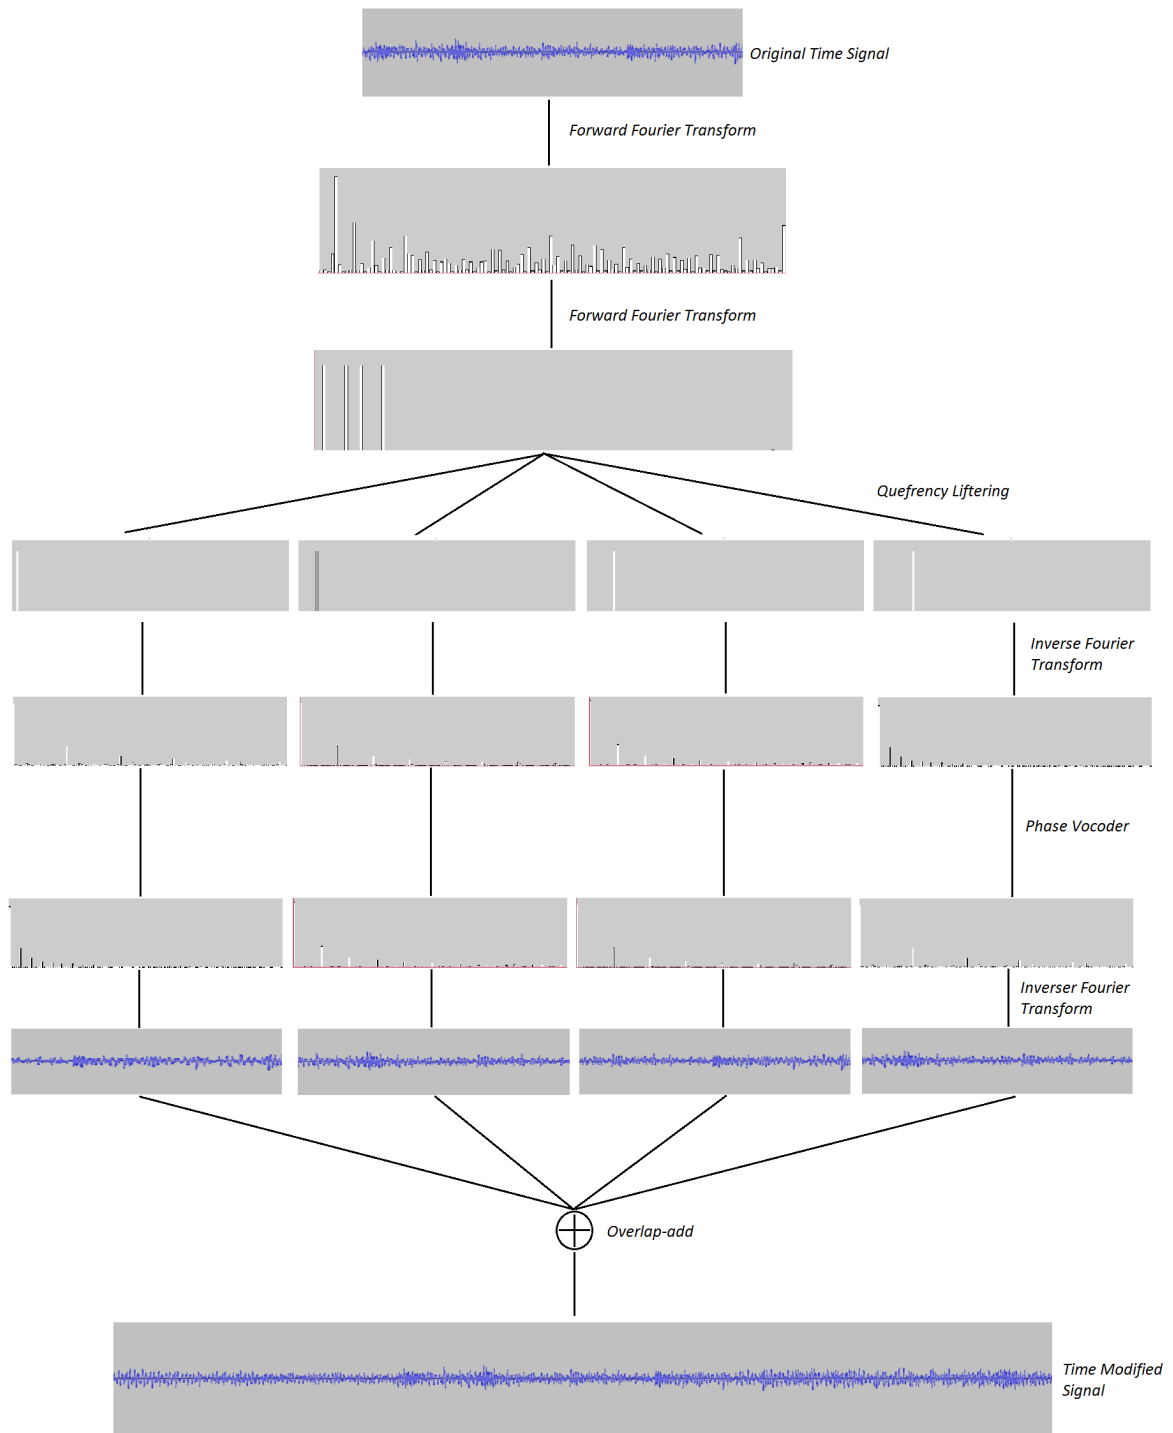 Original Time Signal
Forward Fourier Transform
Forward Fourier Transform
Quefrency Liftering
Inverse Fourier
Transform
Phase Vocoder
Inverser Fourier
Transform
Overlap-add
Time Modified
Signal